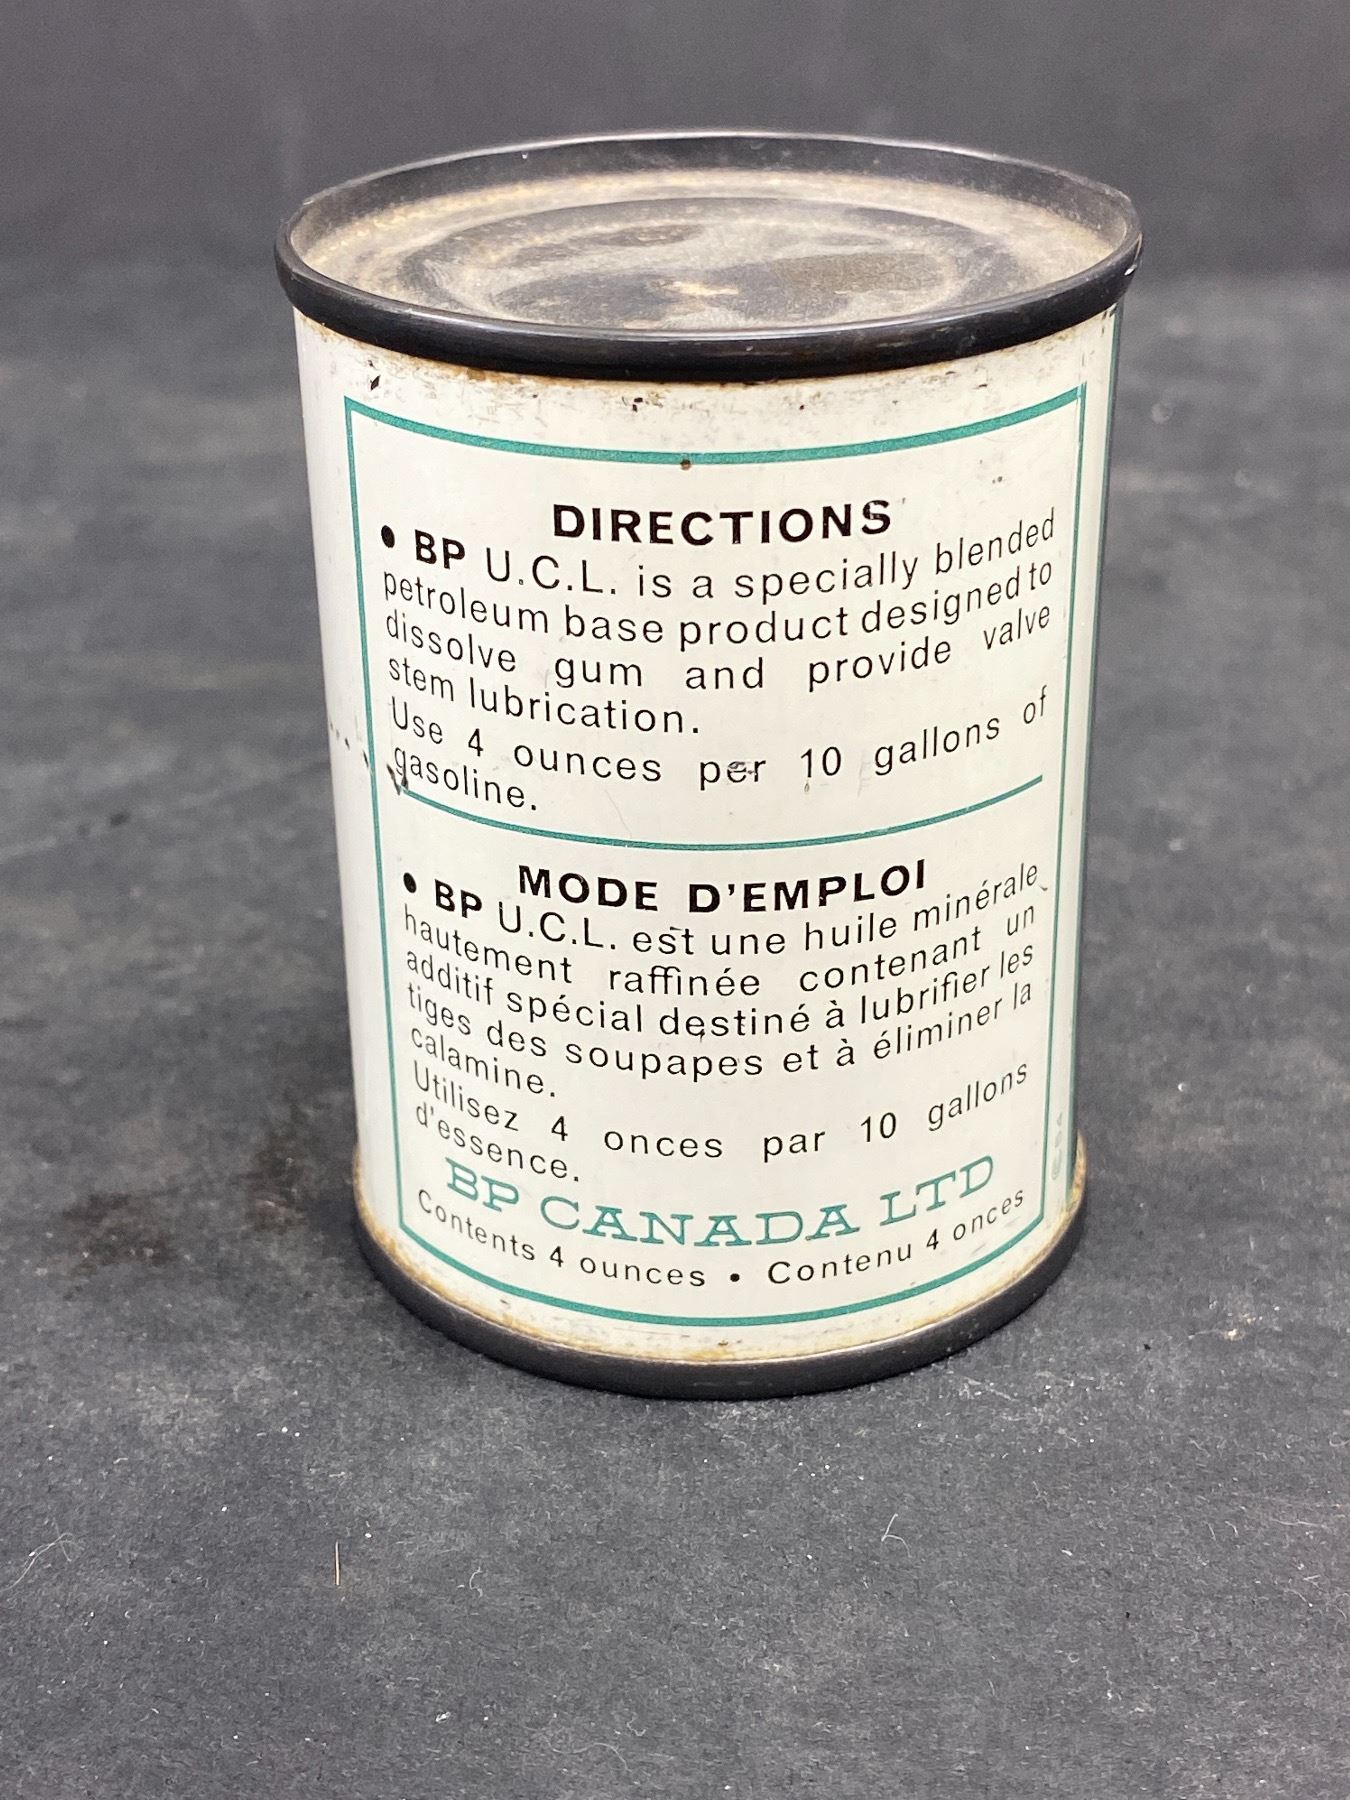 DIRECTIONS
• BP U.C.L. is a specially blended
petroleum base product designed to
dissolve gum and provide valve
stem lubrication.
Use 4 ounces per 10 gallons of
gasoline.
MODE D'EMPLOI
• BP U.C.L. est une huile minérale
hautement raffinée contenant un
additif spécial destiné à lubrifier les
tiges des soupapes et à éliminer la
calamine.
Utilisez 4 onces par 10 gallons
d'essence.
BP CANADA LTD
Contents 4 ounces • Contenu 4 onces